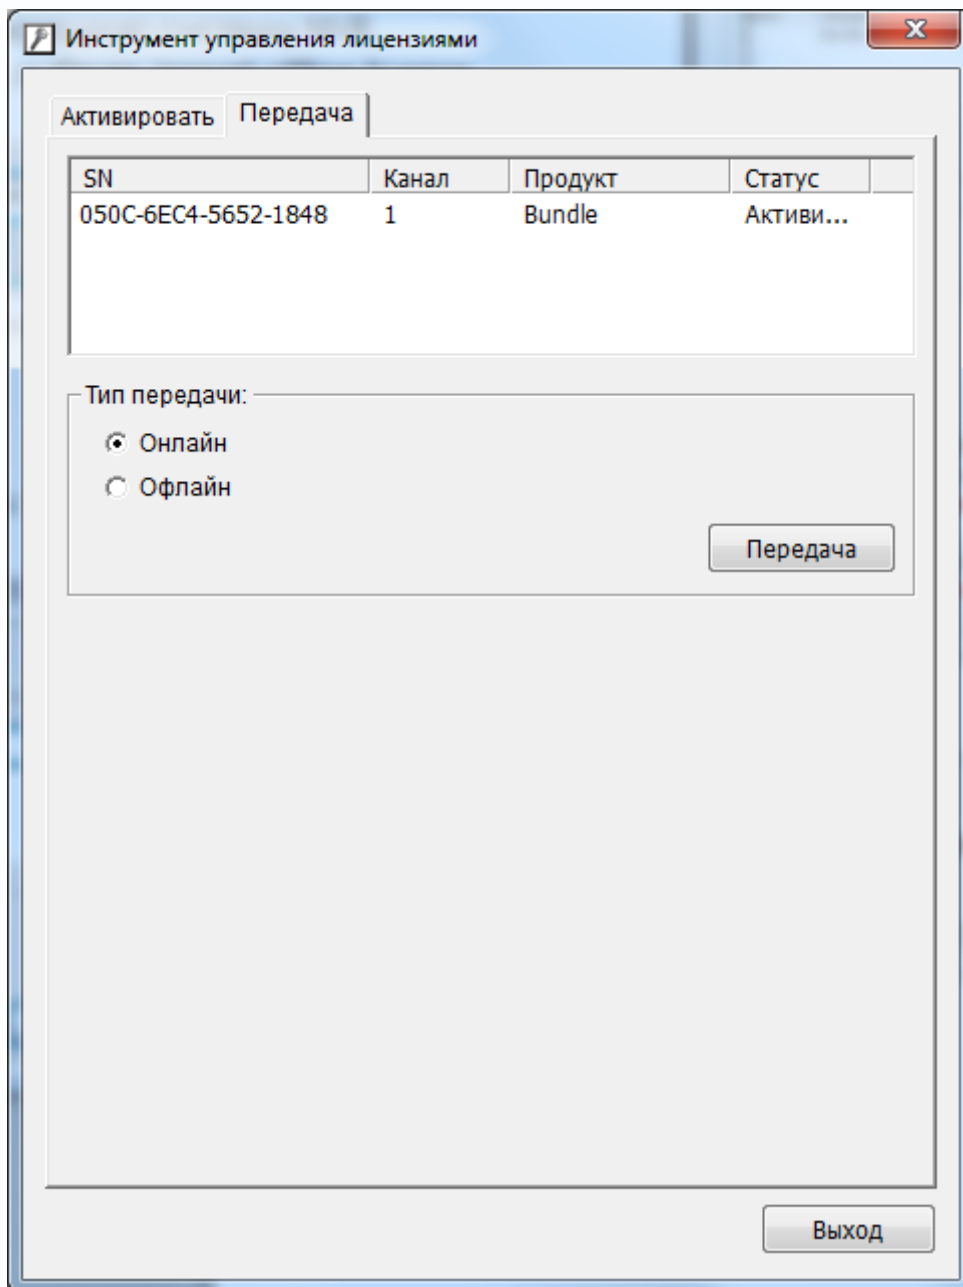 Инструмент управления лицензиями
Активировать Передача
SN Канал Продукт Статус
050C-6EC4-5652-1848 1 Bundle Активи...
Тип передачи:
Онлайн
Офлайн
Передача
Выход